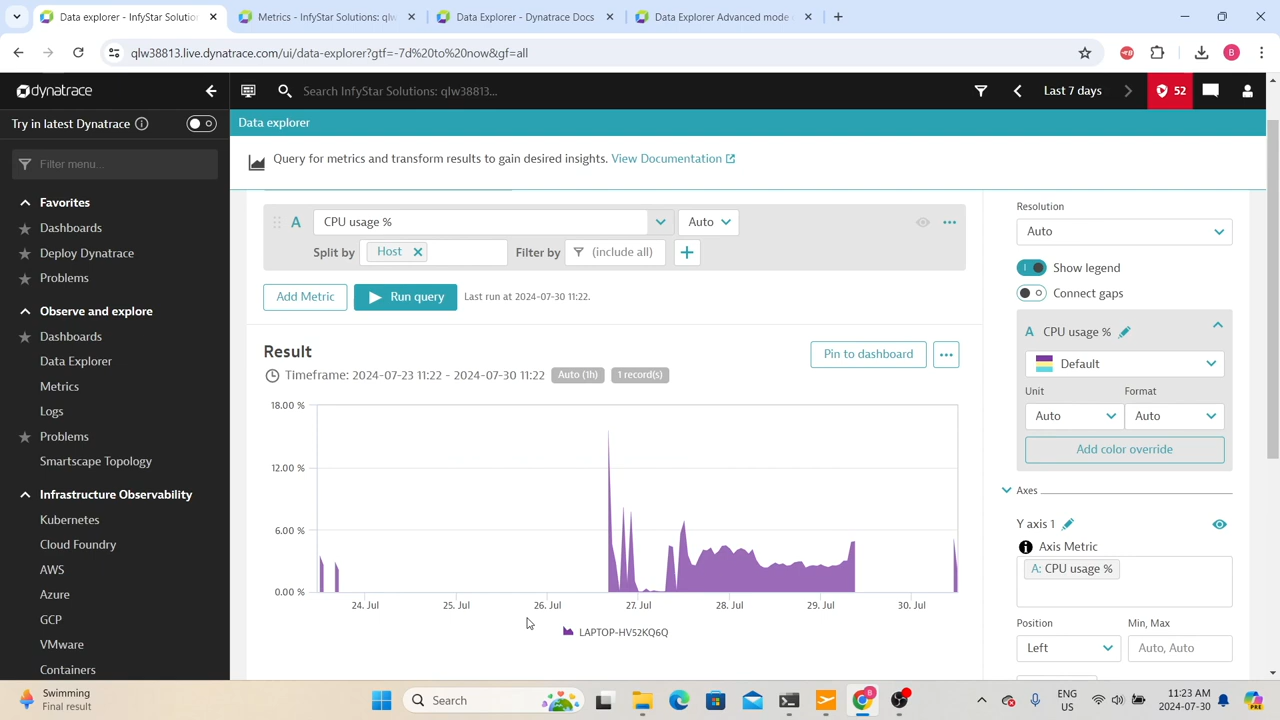 Data Explorer - InfyStar Solution
Metrics - InfyStar Solutions: qlw
Data Explorer - Dynatrace Docs
Data Explorer Advanced mode
qlw38813.live.dynatrace.com/ui/data-explorer?gtf=-7d%20to%20now&gf=all
B
dynatrace
Search InfyStar Solutions: qlw38813...
Last 7 days
52
Try in latest Dynatrace
Data explorer
Filter menu...
Query for metrics and transform results to gain desired insights. View Documentation
Favorites
Dashboards
Deploy Dynatrace
Problems
Observe and explore
Dashboards
Data Explorer
Metrics
Logs
Problems
Smartscape Topology
Infrastructure Observability
Kubernetes
Cloud Foundry
AWS
Azure
GCP
VMware
Containers
A
CPU usage %
Auto
Split by
Host
Filter by
(include all)
Add Metric
Run query
Last run at 2024-07-30 11:22.
Result
Pin to dashboard
Timeframe: 2024-07-23 11:22 - 2024-07-30 11:22
Auto (1h)
1 record(s)
18.00 %
12.00 %
6.00 %
0.00 %
24. Jul
25. Jul
26. Jul
27. Jul
28. Jul
29. Jul
30. Jul
LAPTOP-HV52KQ6Q
Resolution
Auto
Show legend
Connect gaps
A CPU usage %
Default
Unit
Format
Auto
Auto
Add color override
Axes
Y axis 1
Axis Metric
A: CPU usage %
Position
Min, Max
Left
Auto, Auto
Swimming
Final result
Search
ENG
US
11:23 AM
2024-07-30